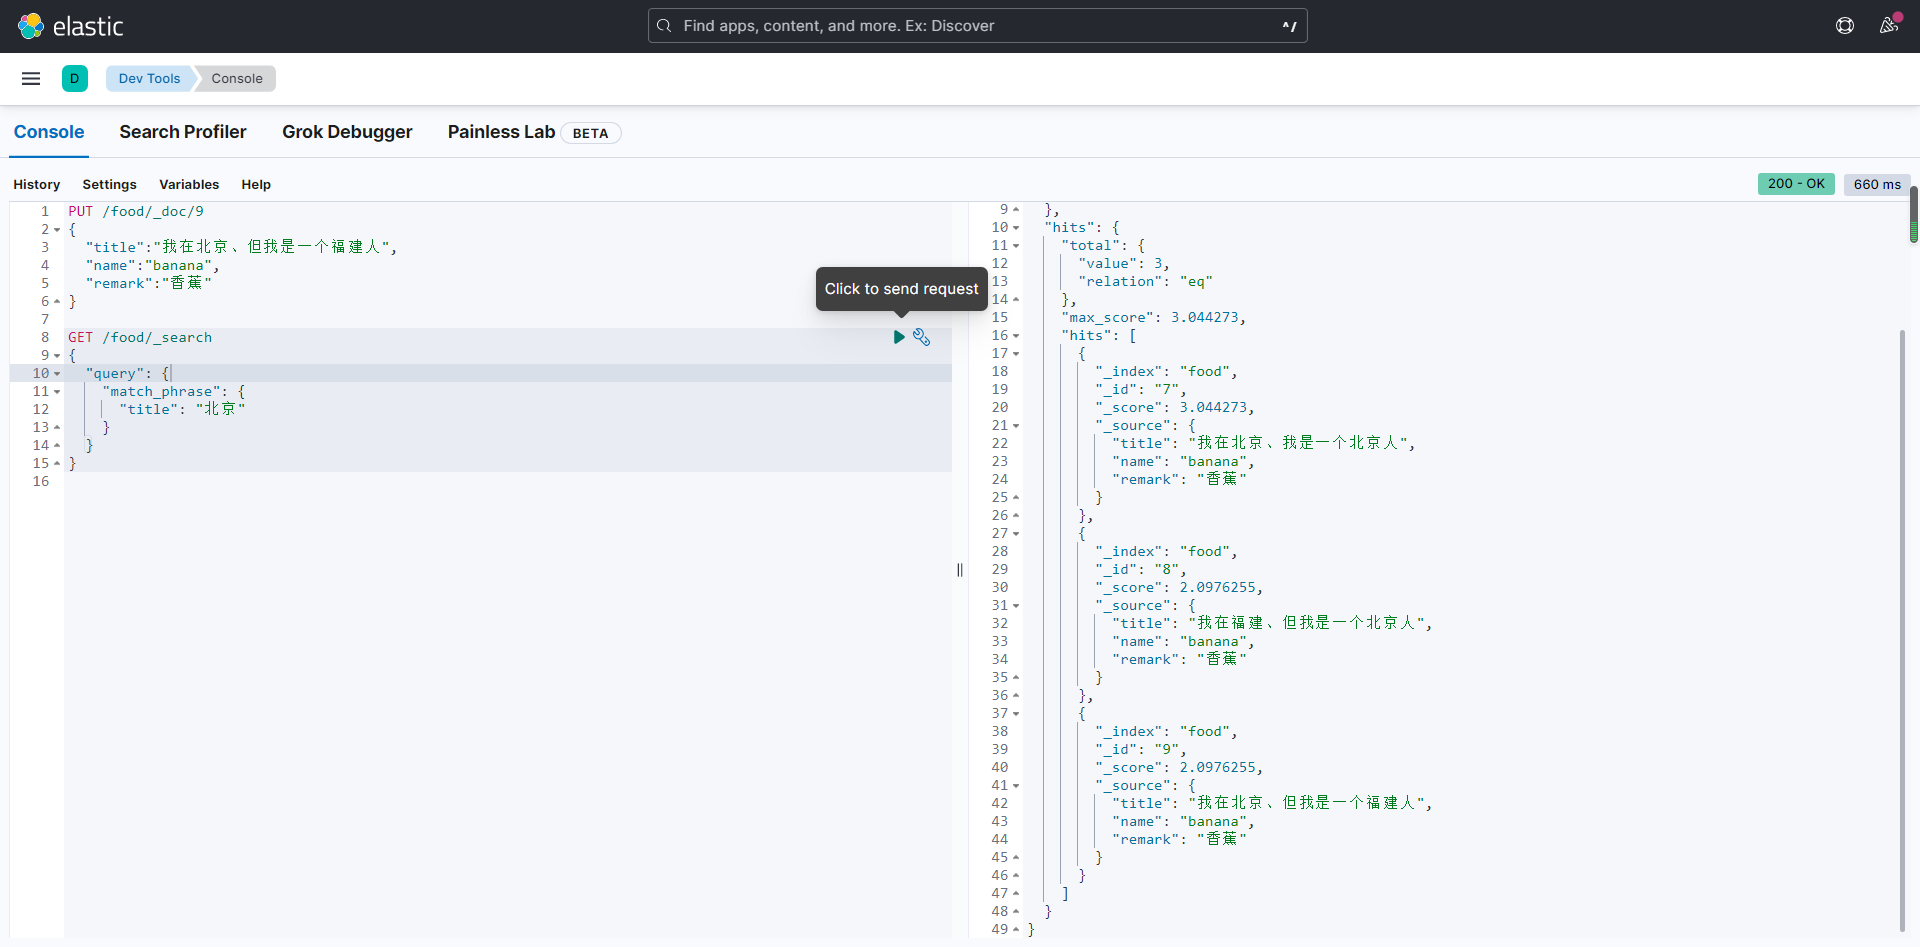 elastic
Find apps, content, and more. Ex: Discover
^/
D
Dev Tools
Console
Console
Search Profiler
Grok Debugger
Painless Lab
BETA
History
Settings
Variables
Help
200 - OK
660 ms
1 PUT /food/_doc/9
2 {
3 "title":"我在北京、但我是一个福建人",
4 "name":"banana",
5 "remark":"香蕉"
6 }
7
8 GET /food/_search
9 {
10 "query": {
11 "match_phrase": {
12 "title": "北京"
13 }
14 }
15 }
16
Click to send request
9 },
10 "hits": {
11 "total": {
12 "value": 3,
13 "relation": "eq"
14 },
15 "max_score": 3.044273,
16 "hits": [
17 {
18 "_index": "food",
19 "_id": "7",
20 "_score": 3.044273,
21 "_source": {
22 "title": "我在北京、我是一个北京人",
23 "name": "banana",
24 "remark": "香蕉"
25 }
26 },
27 {
28 "_index": "food",
29 "_id": "8",
30 "_score": 2.0976255,
31 "_source": {
32 "title": "我在福建、但我是一个北京人",
33 "name": "banana",
34 "remark": "香蕉"
35 }
36 },
37 {
38 "_index": "food",
39 "_id": "9",
40 "_score": 2.0976255,
41 "_source": {
42 "title": "我在北京、但我是一个福建人",
43 "name": "banana",
44 "remark": "香蕉"
45 }
46 }
47 ]
48 }
49 }